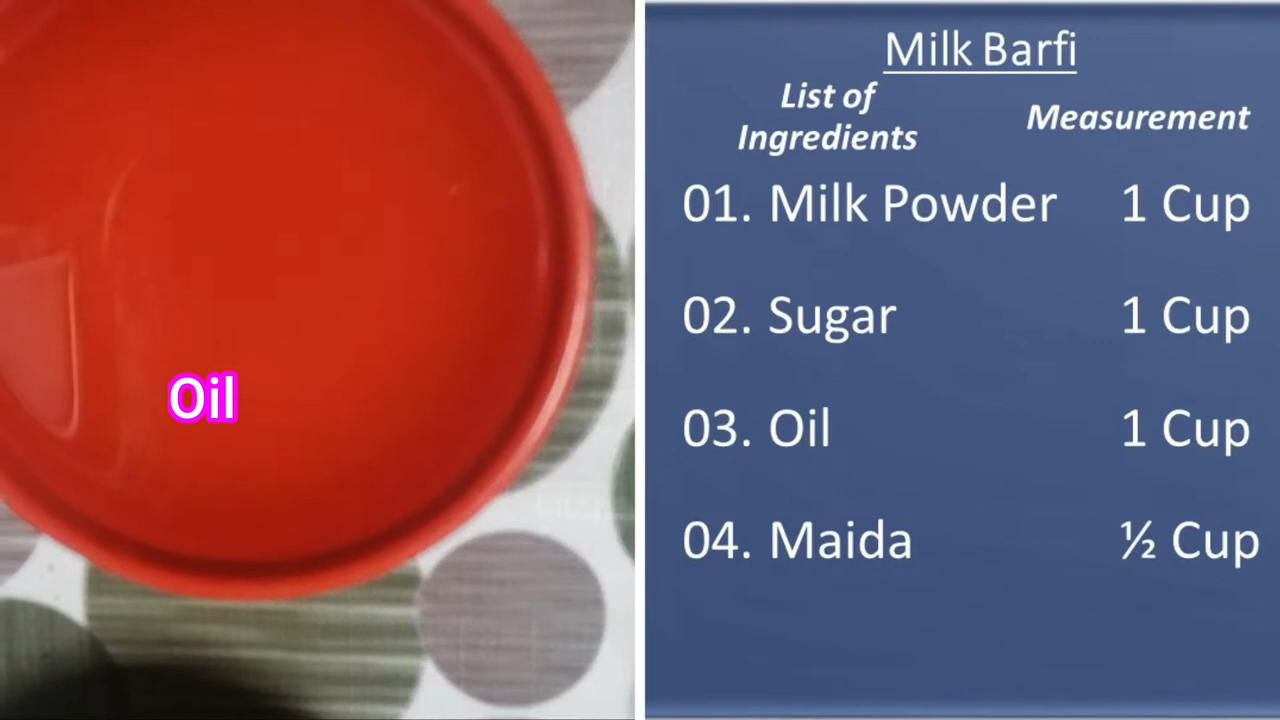 Oil
Milk Barfi
List of
Ingredients
Measurement
01. Milk Powder 1 Cup
02. Sugar 1 Cup
03. Oil 1 Cup
04. Maida ½ Cup